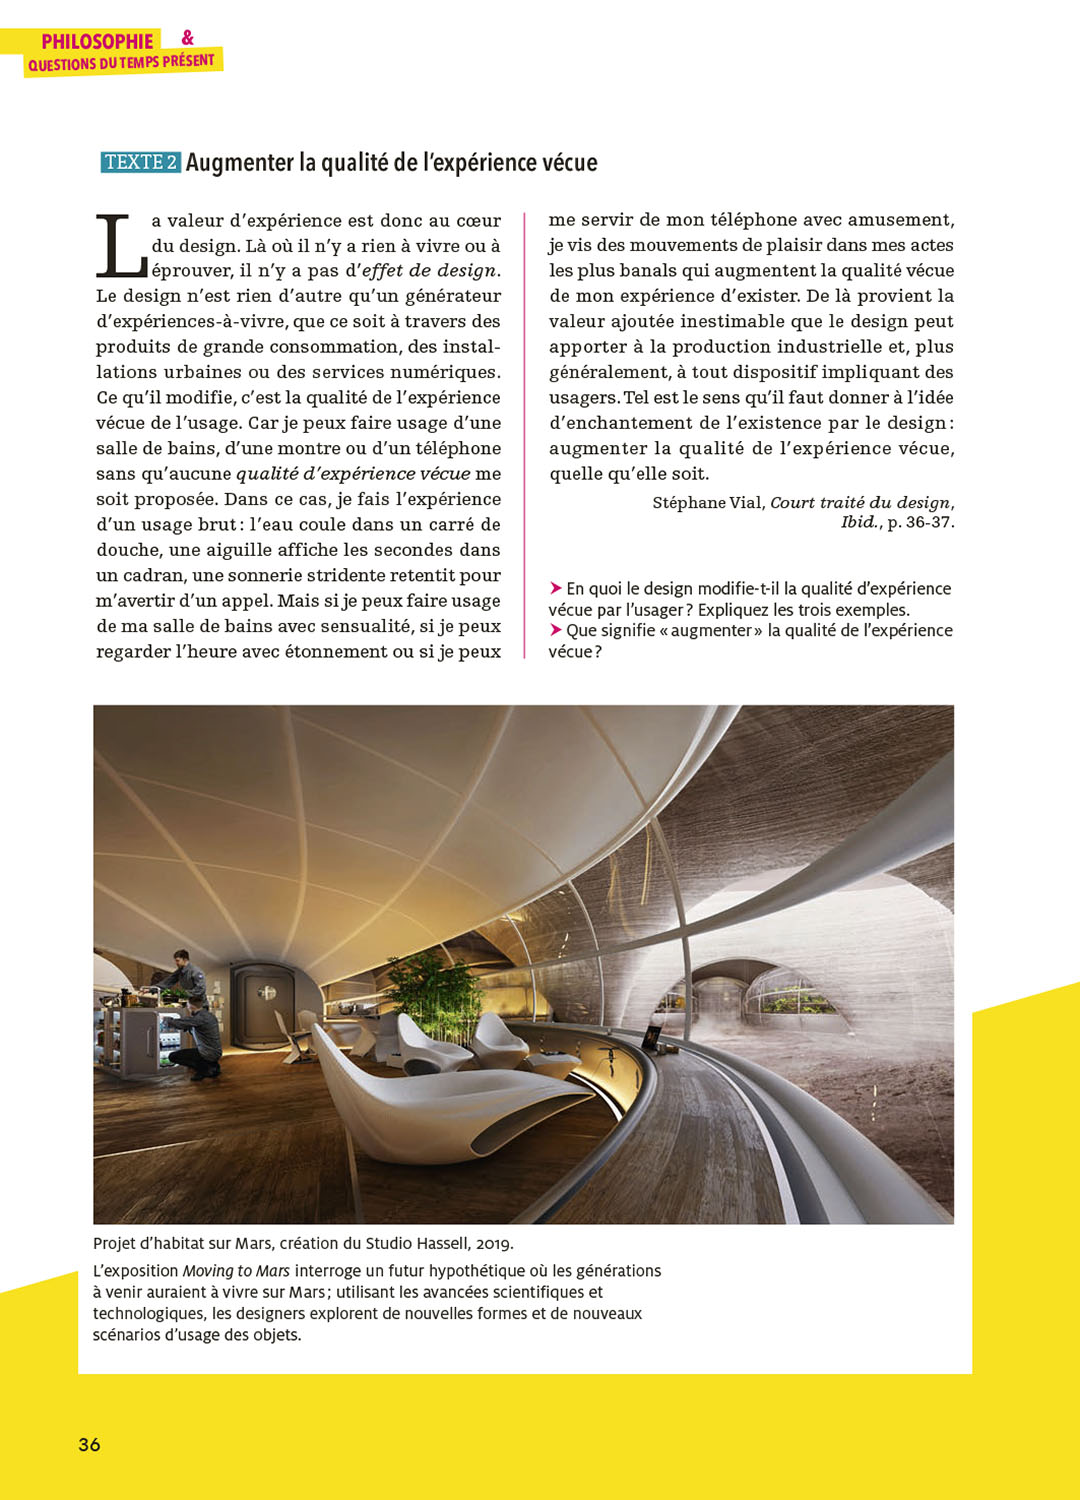 PHILOSOPHIE &
QUESTIONS DU TEMPS PRÉSENT
TEXTE 2 Augmenter la qualité de l’expérience vécue
La valeur d’expérience est donc au cœur
du design. Là où il n’y a rien à vivre ou à
éprouver, il n’y a pas d’effet de design.
Le design n’est rien d’autre qu’un générateur
d’expériences-à-vivre, que ce soit à travers des
produits de grande consommation, des instal-
lations urbaines ou des services numériques.
Ce qu’il modifie, c’est la qualité de l’expérience
vécue de l’usage. Car je peux faire usage d’une
salle de bains, d’une montre ou d’un téléphone
sans qu’aucune qualité d’expérience vécue me
soit proposée. Dans ce cas, je fais l’expérience
d’un usage brut : l’eau coule dans un carré de
douche, une aiguille affiche les secondes dans
un cadran, une sonnerie stridente retentit pour
m’avertir d’un appel. Mais si je peux faire usage
de ma salle de bains avec sensualité, si je peux
regarder l’heure avec étonnement ou si je peux
me servir de mon téléphone avec amusement,
je vis des mouvements de plaisir dans mes actes
les plus banals qui augmentent la qualité vécue
de mon expérience d’exister. De là provient la
valeur ajoutée inestimable que le design peut
apporter à la production industrielle et, plus
généralement, à tout dispositif impliquant des
usagers. Tel est le sens qu’il faut donner à l’idée
d’enchantement de l’existence par le design :
augmenter la qualité de l’expérience vécue,
quelle qu’elle soit.
Stéphane Vial, Court traité du design,
Ibid., p. 36-37.
➤ En quoi le design modifie-t-il la qualité d’expérience
vécue par l’usager ? Expliquez les trois exemples.
➤ Que signifie « augmenter » la qualité de l’expérience
vécue ?
Projet d’habitat sur Mars, création du Studio Hassell, 2019.
L’exposition Moving to Mars interroge un futur hypothétique où les générations
à venir auraient à vivre sur Mars ; utilisant les avancées scientifiques et
technologiques, les designers explorent de nouvelles formes et de nouveaux
scénarios d’usage des objets.
36